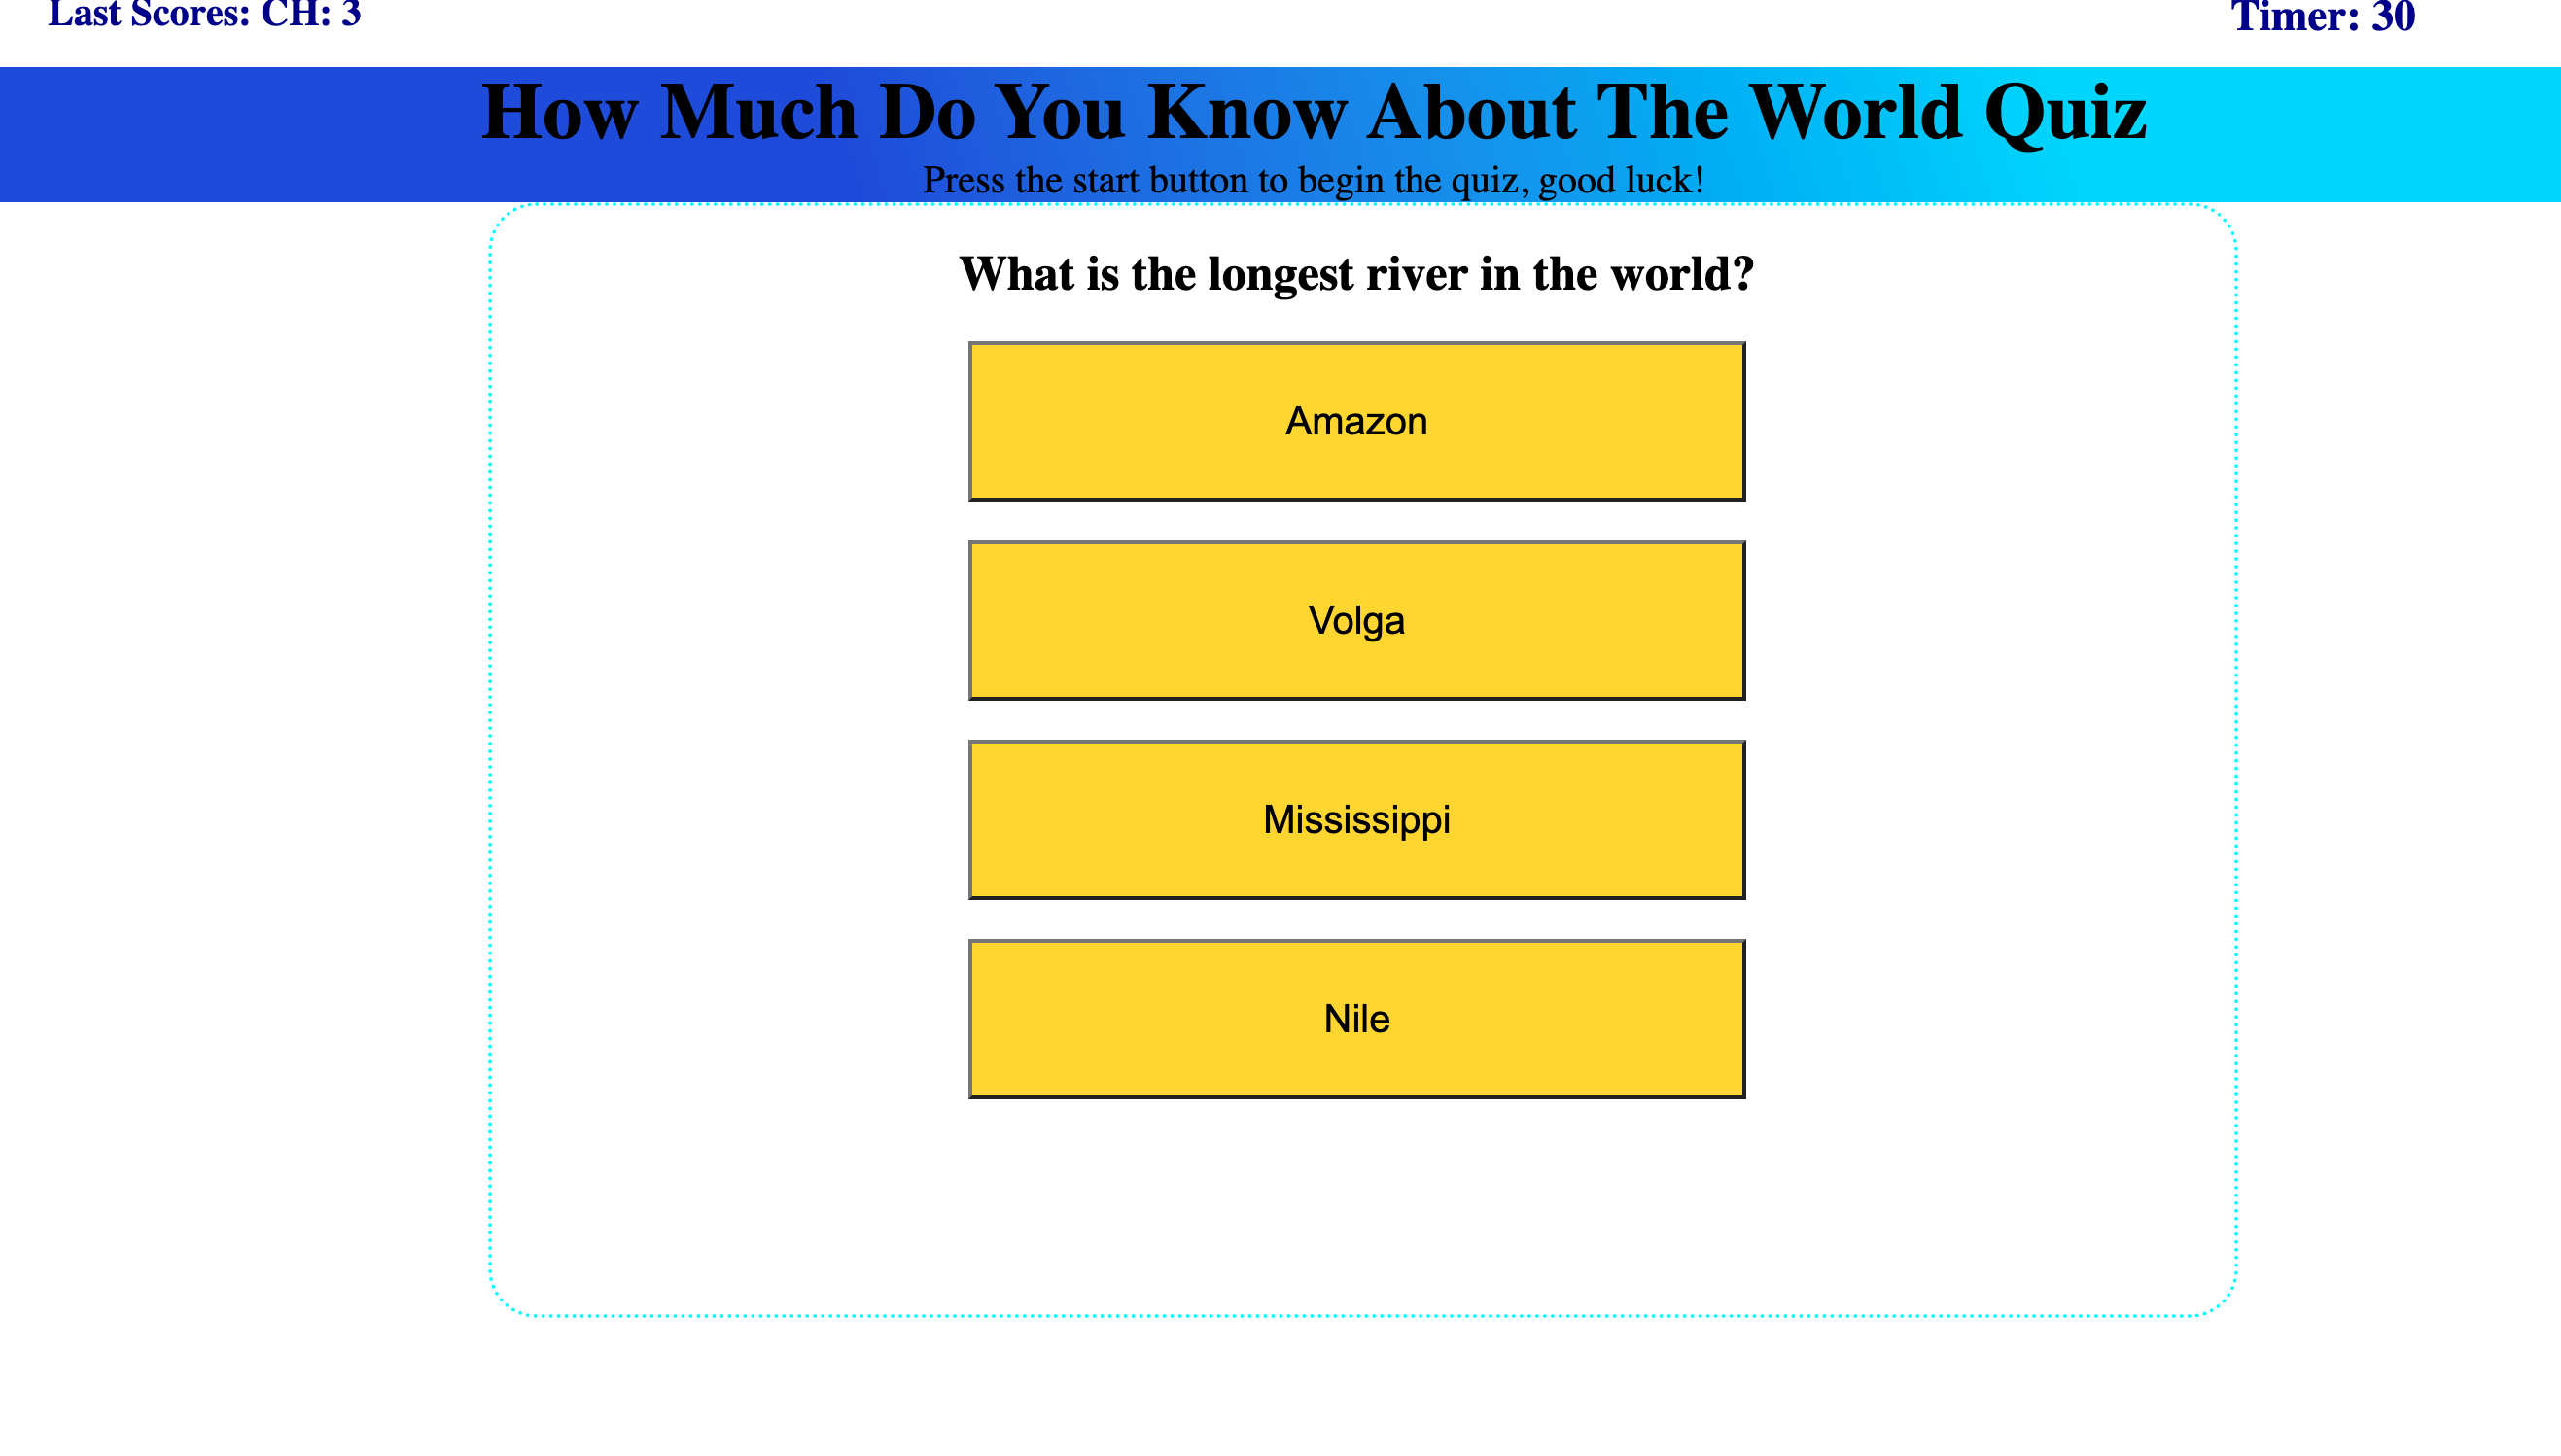 Last Scores: CH: 3
Timer: 30
How Much Do You Know About The World Quiz
Press the start button to begin the quiz, good luck!
What is the longest river in the world?
Amazon
Volga
Mississippi
Nile